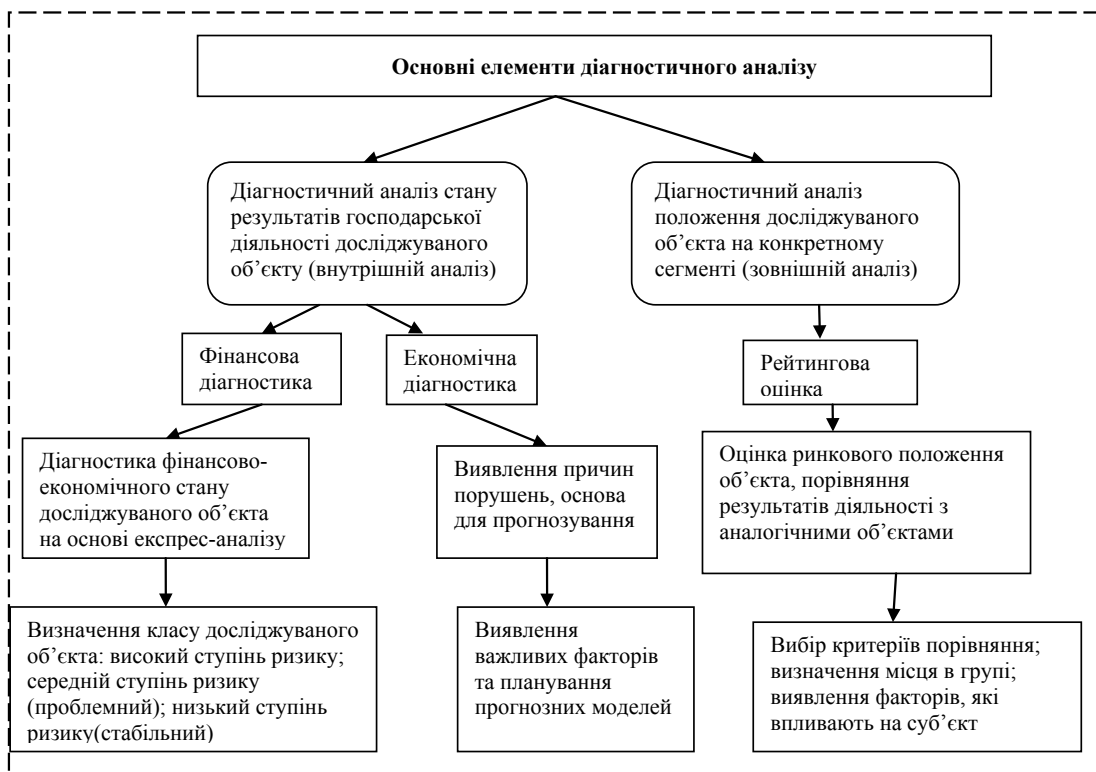 Основні елементи діагностичного аналізу
Діагностичний аналіз стану
результатів господарської
діяльності досліджуваного
об’єкту (внутрішній аналіз)
Діагностичний аналіз
положення досліджуваного
об’єкта на конкретному
сегменті (зовнішній аналіз)
Фінансова
діагностика
Економічна
діагностика
Рейтингова
оцінка
Діагностика фінансово-
економічного стану
досліджуваного об’єкта
на основі експрес-аналізу
Виявлення причин
порушень, основа
для прогнозування
Оцінка ринкового положення
об’єкта, порівняння
результатів діяльності з
аналогічними об’єктами
Визначення класу досліджуваного
об’єкта: високий ступінь ризику;
середній ступінь ризику
(проблемний); низький ступінь
ризику(стабільний)
Виявлення
важливих факторів
та планування
прогнозних моделей
Вибір критеріїв порівняння;
визначення місця в групі;
виявлення факторів, які
впливають на суб’єкт